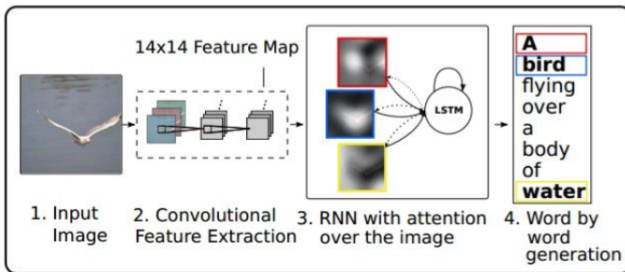 14x14 Feature Map
LSTM
A
bird
flying
over
a
body
of
water
1. Input
Image
2. Convolutional
Feature Extraction
3. RNN with attention
over the image
4. Word by
word
generation